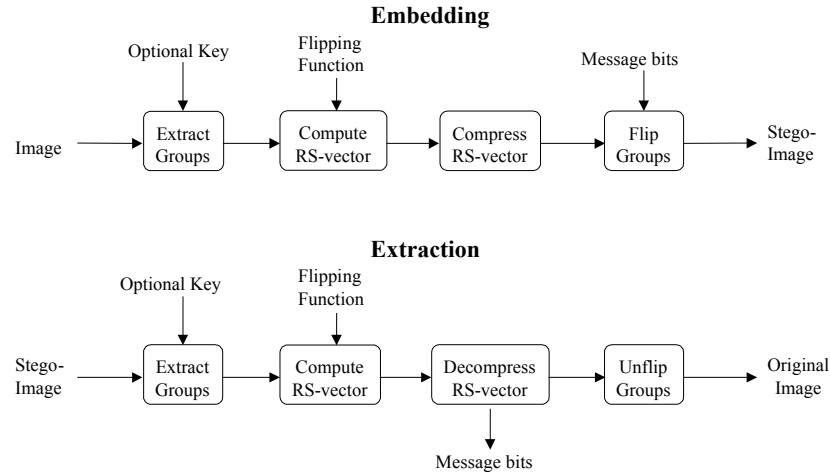 Embedding
Optional Key
Flipping
Function
Message bits
Image
Extract
Groups
Compute
RS-vector
Compress
RS-vector
Flip
Groups
Stego-
Image
Extraction
Optional Key
Flipping
Function
Stego-
Image
Extract
Groups
Compute
RS-vector
Decompress
RS-vector
Unflip
Groups
Original
Image
Message bits